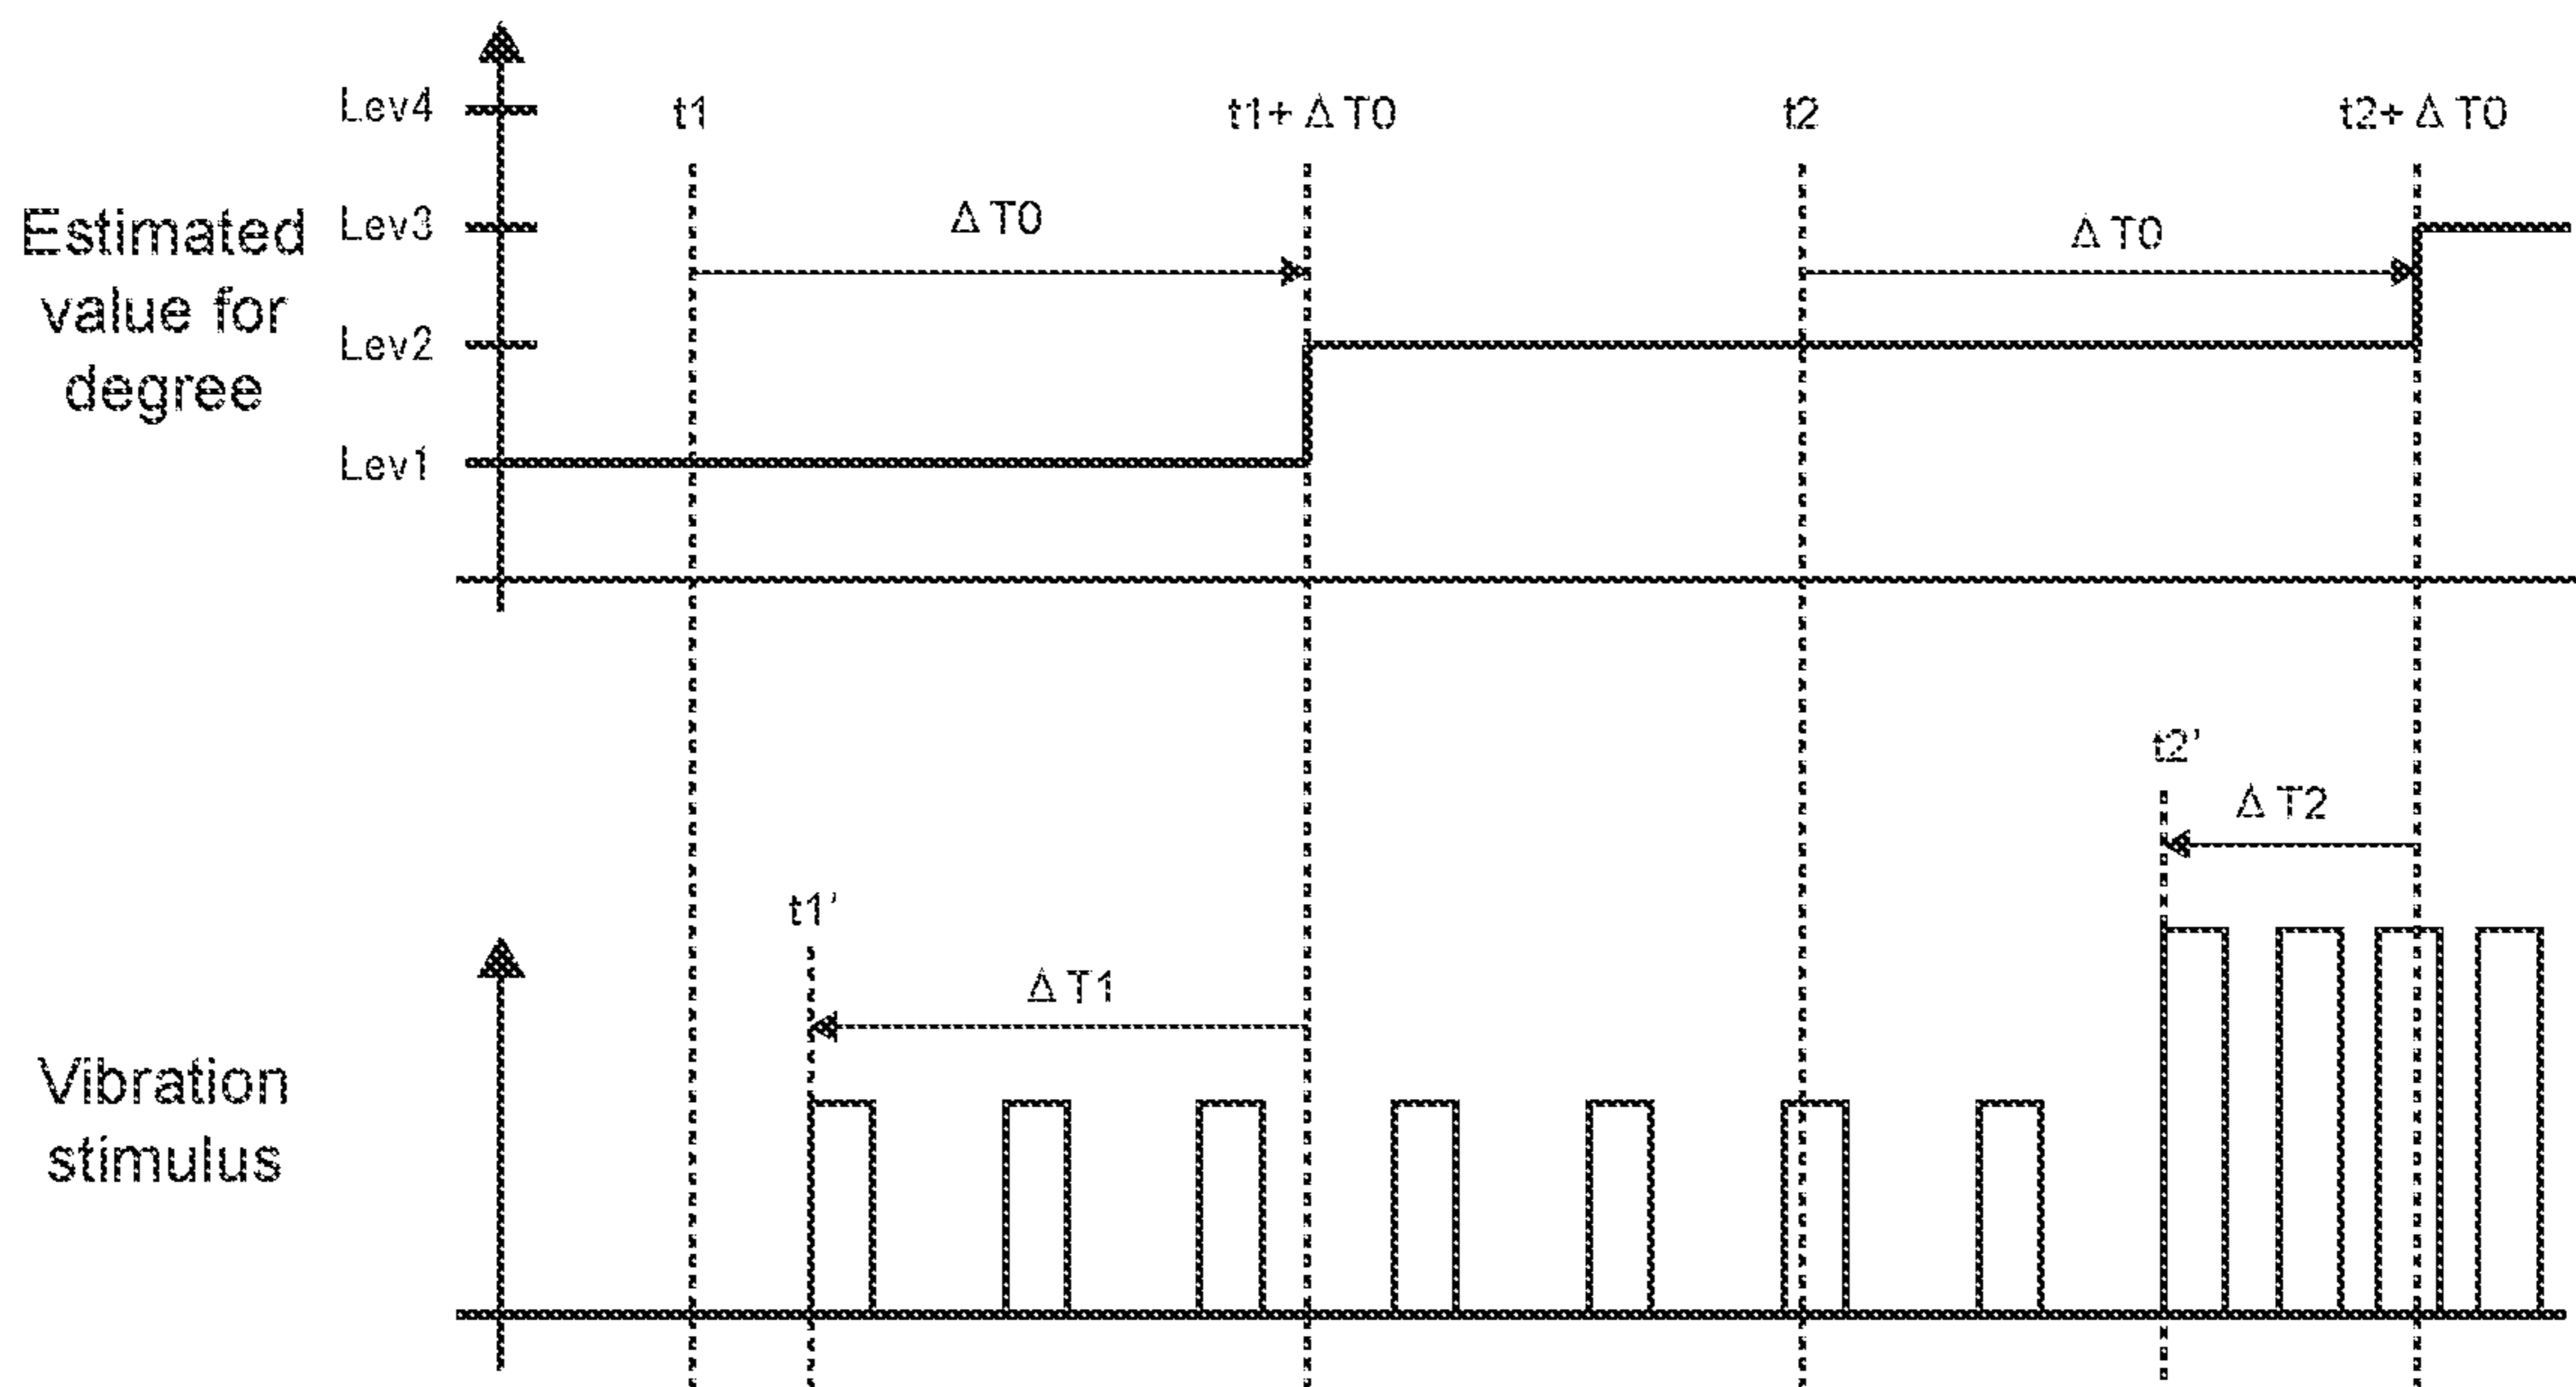 Lev4
t1
t1+ΔT0
t2
t2+ΔT0
Estimated
value for
degree
Lev3
ΔT0
ΔT0
Lev2
Lev1
t2'
ΔT2
t1'
ΔT1
Vibration
stimulus